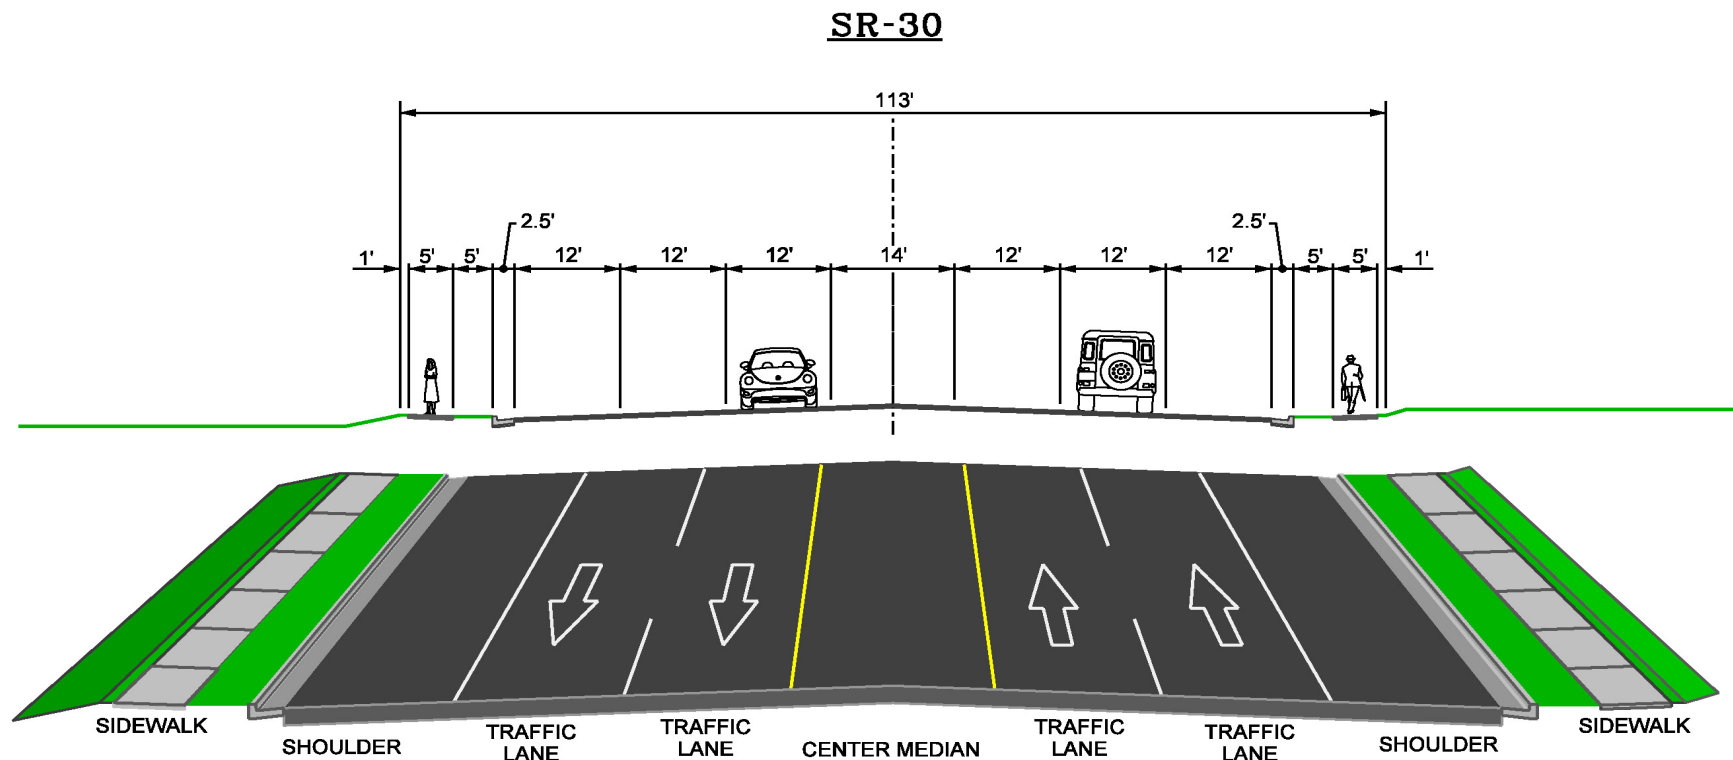 SR-30
113'
2.5' 2.5'
1' 5' 5' 12' 12' 12' 14' 12' 12' 12' 5' 5' 1'
SIDEWALK SHOULDER TRAFFIC LANE TRAFFIC LANE CENTER MEDIAN TRAFFIC LANE TRAFFIC LANE SHOULDER SIDEWALK